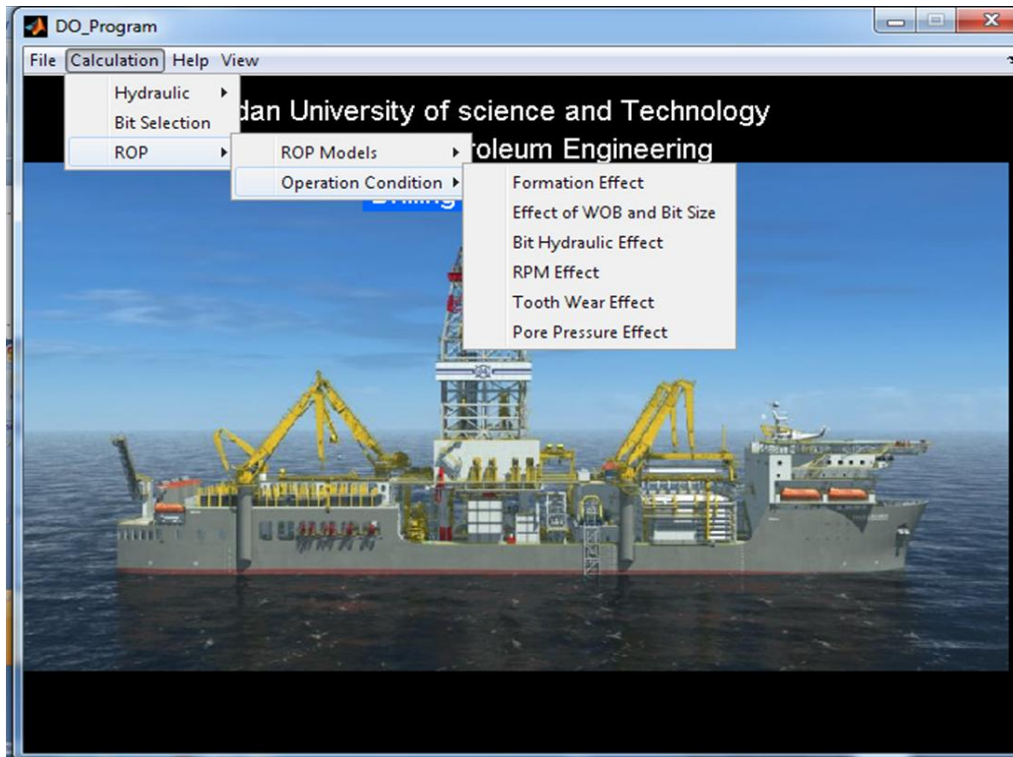 DO_Program
File Calculation Help View
dan University of science and Technology
Hydraulic
Bit Selection
ROP
roleum Engineering
ROP Models
Operation Condition
Drilling
Formation Effect
Effect of WOB and Bit Size
Bit Hydraulic Effect
RPM Effect
Tooth Wear Effect
Pore Pressure Effect